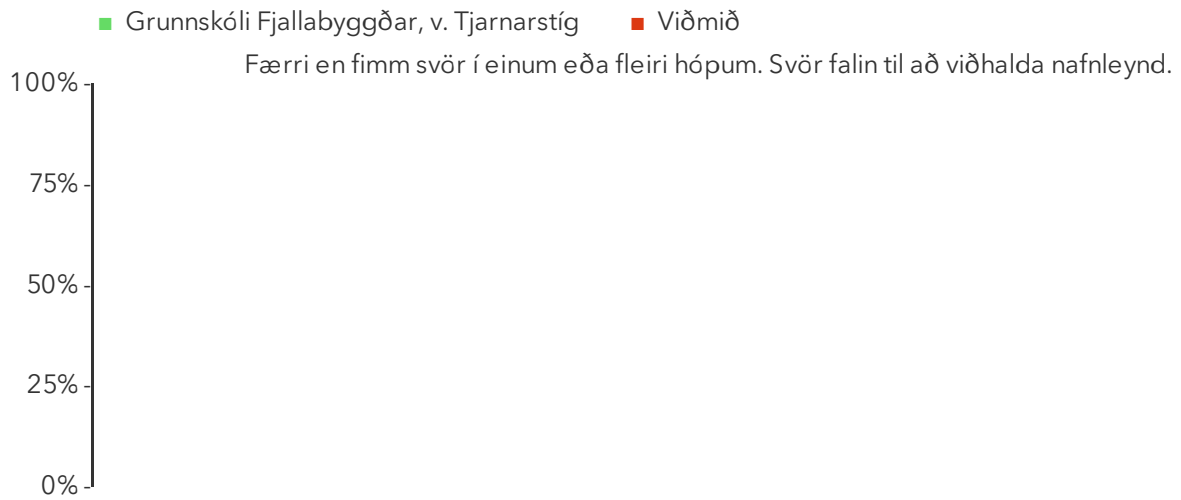 Grunnskóli Fjallabyggðar, v. Tjarnarstíg Viðmið
Færri en fimm svör í einum eða fleiri hópum. Svör falin til að viðhalda nafnleynd.
100%
75%
50%
25%
0%